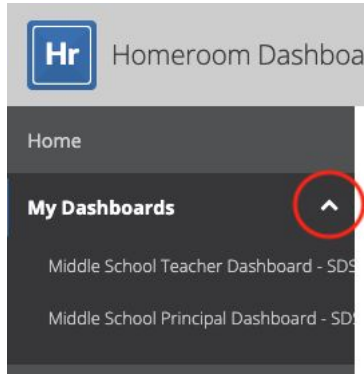 Hr Homeroom Dashboa
Home
My Dashboards
Middle School Teacher Dashboard - SDS
Middle School Principal Dashboard - SDS